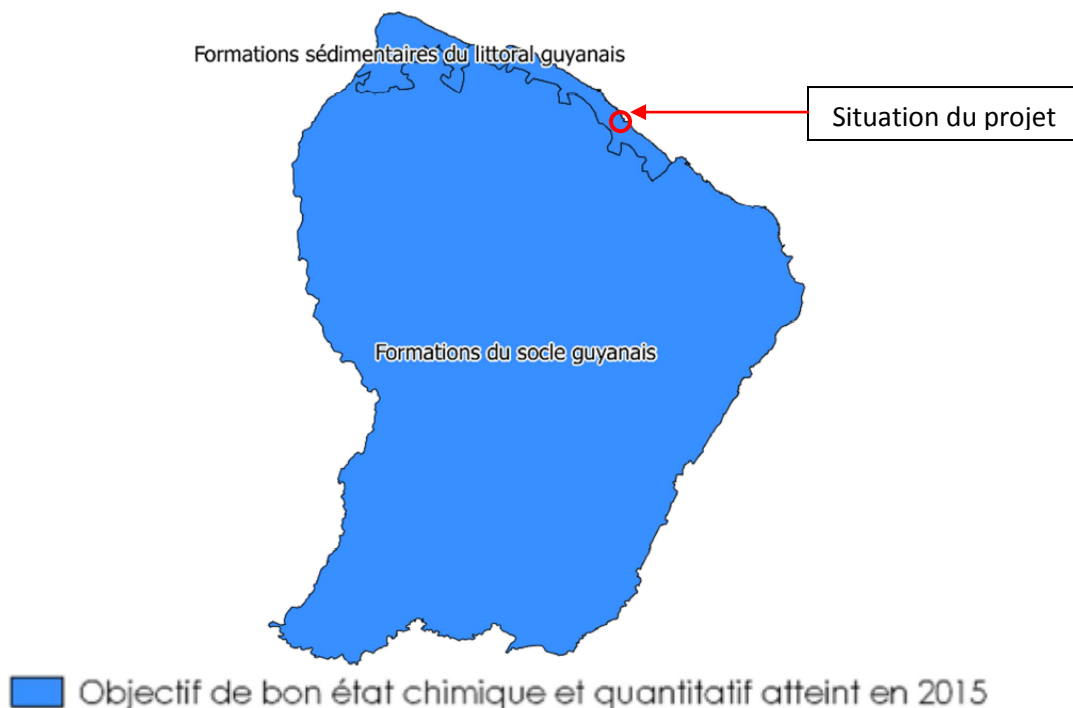 Formations sédimentaires du littoral guyanais
Situation du projet
Formations du socle guyanais
Objectif de bon état chimique et quantitatif atteint en 2015